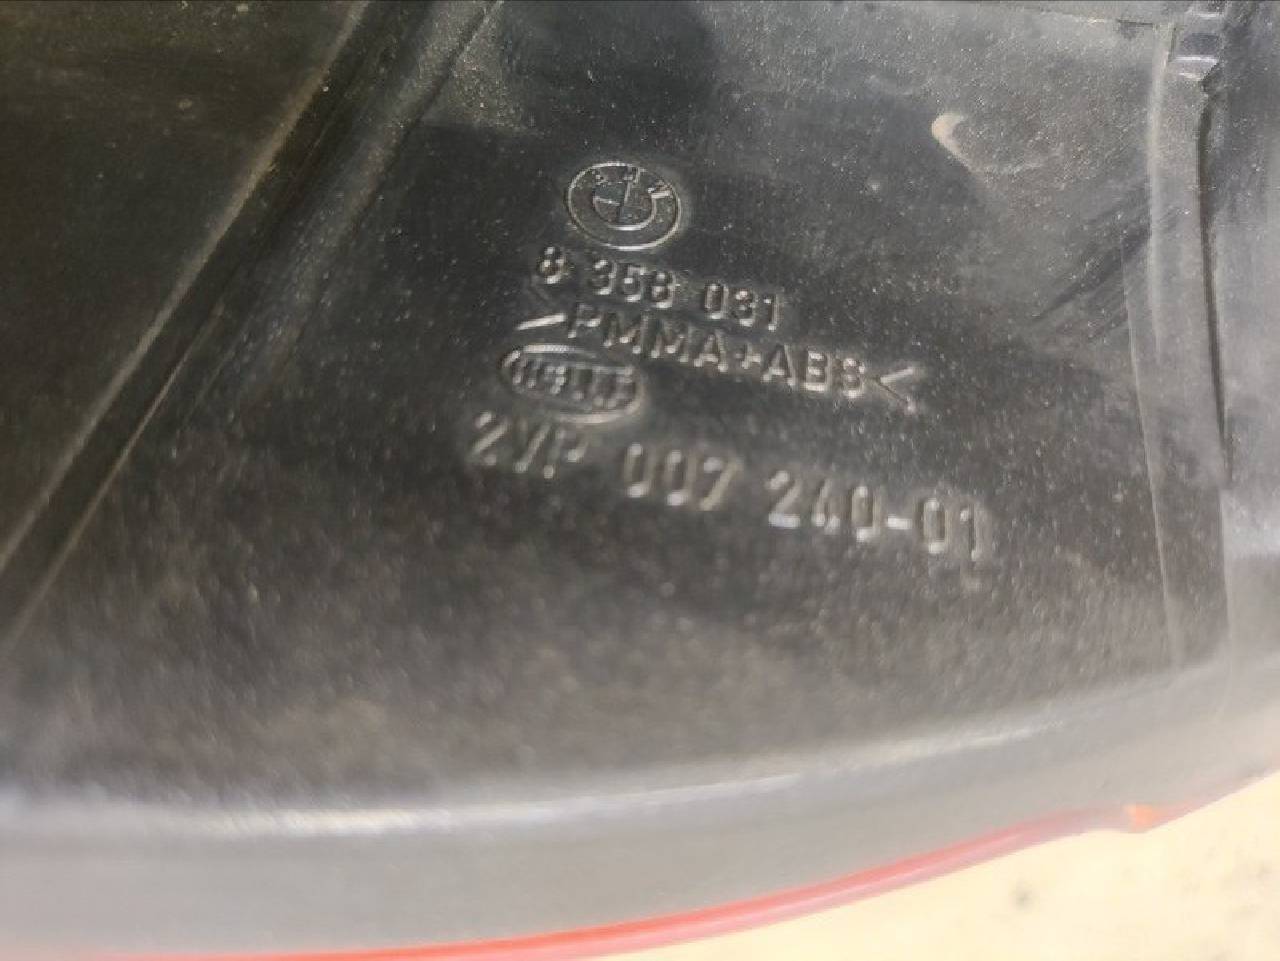 BMW
8 358 031
>PMMA+ABS<
HELLA
2VP 007 240-01